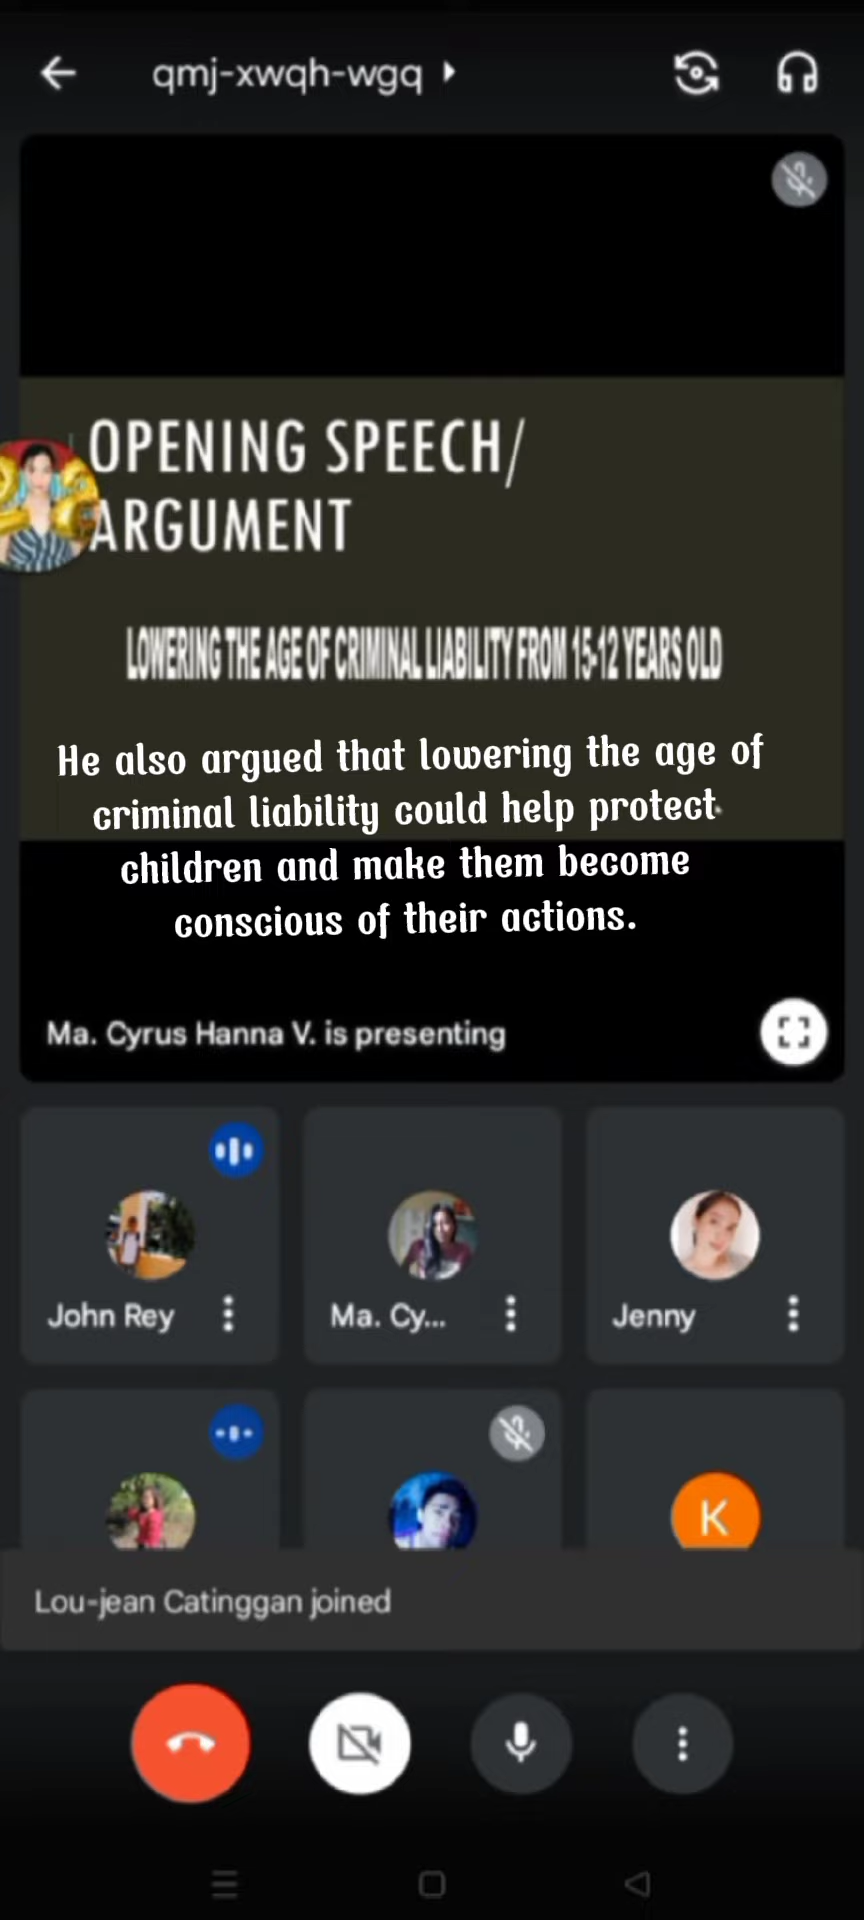 qmj-xwqh-wgq
OPENING SPEECH/
ARGUMENT
LOWERING THE AGE OF CRIMINAL LIABILITY FROM 15-12 YEARS OLD
He also argued that lowering the age of
criminal liability could help protect
children and make them become
conscious of their actions.
Ma. Cyrus Hanna V. is presenting
John Rey
Ma. Cy...
Jenny
K
Lou-jean Catinggan joined